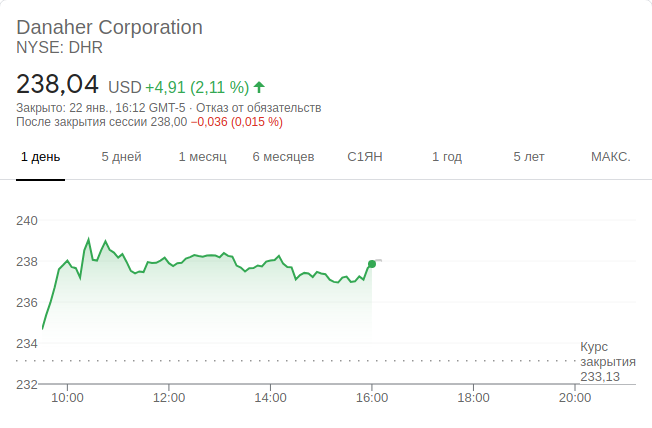 Danaher Corporation
NYSE: DHR
238,04 USD +4,91 (2,11 %)
Закрыто: 22 янв., 16:12 GMT-5 · Отказ от обязательств
После закрытия сессии 238,00 −0,036 (0,015 %)
1 день 5 дней 1 месяц 6 месяцев С1ЯН 1 год 5 лет МАКС.
240
238
236
234
232
Курс
закрытия
233,13
10:00 12:00 14:00 16:00 18:00 20:00